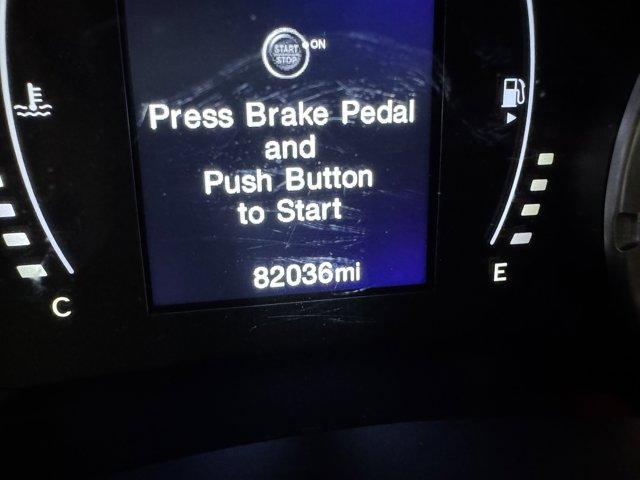 START
STOP
ON
Press Brake Pedal
and
Push Button
to Start
82036mi
C
E